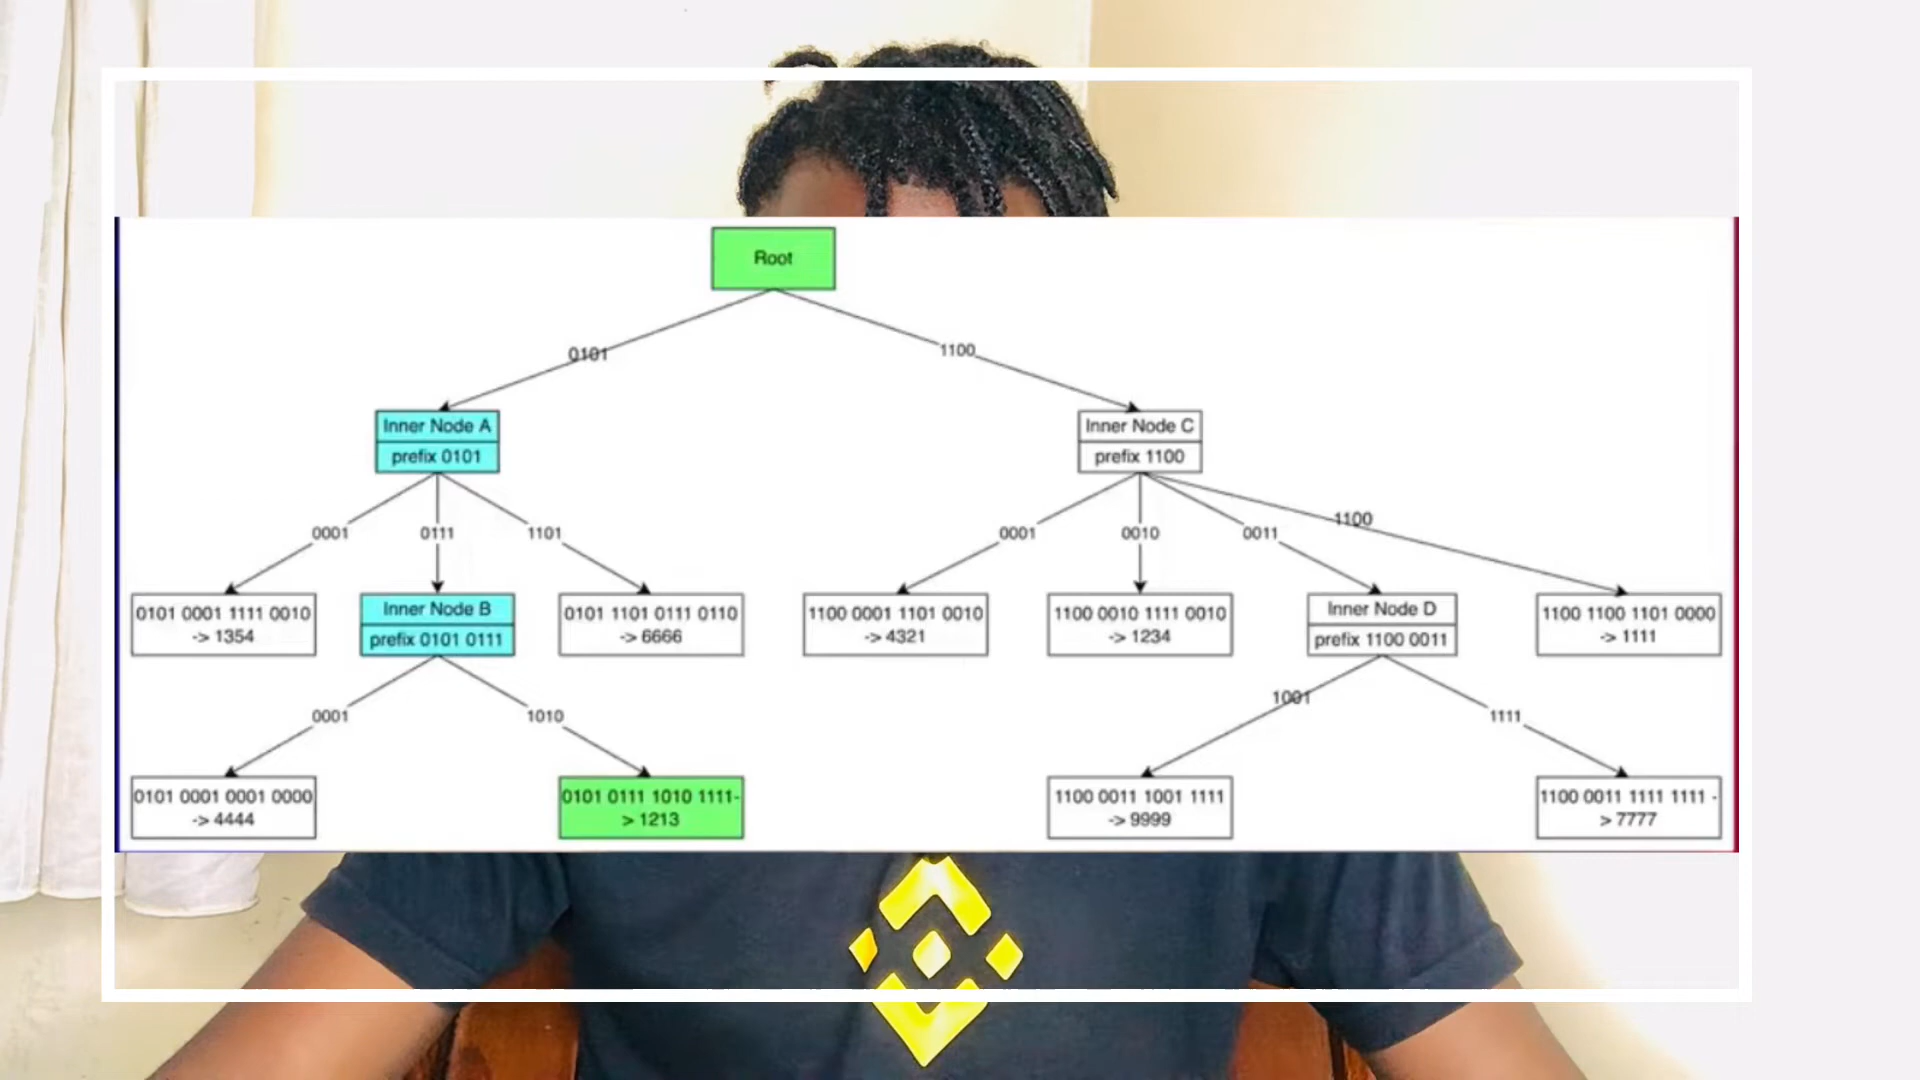 Root
0101
1100
Inner Node A
prefix 0101
Inner Node C
prefix 1100
0001
0111
1101
0001
0010
0011
1100
0101 0001 1111 0010
-> 1354
Inner Node B
prefix 0101 0111
0101 1101 0111 0110
-> 6666
1100 0001 1101 0010
-> 4321
1100 0010 1111 0010
-> 1234
Inner Node D
prefix 1100 0011
1100 1100 1101 0000
-> 1111
0001
1010
1001
1111
0101 0001 0001 0000
-> 4444
0101 0111 1010 1111-
> 1213
1100 0011 1001 1111
-> 9999
1100 0011 1111 1111 -
> 7777